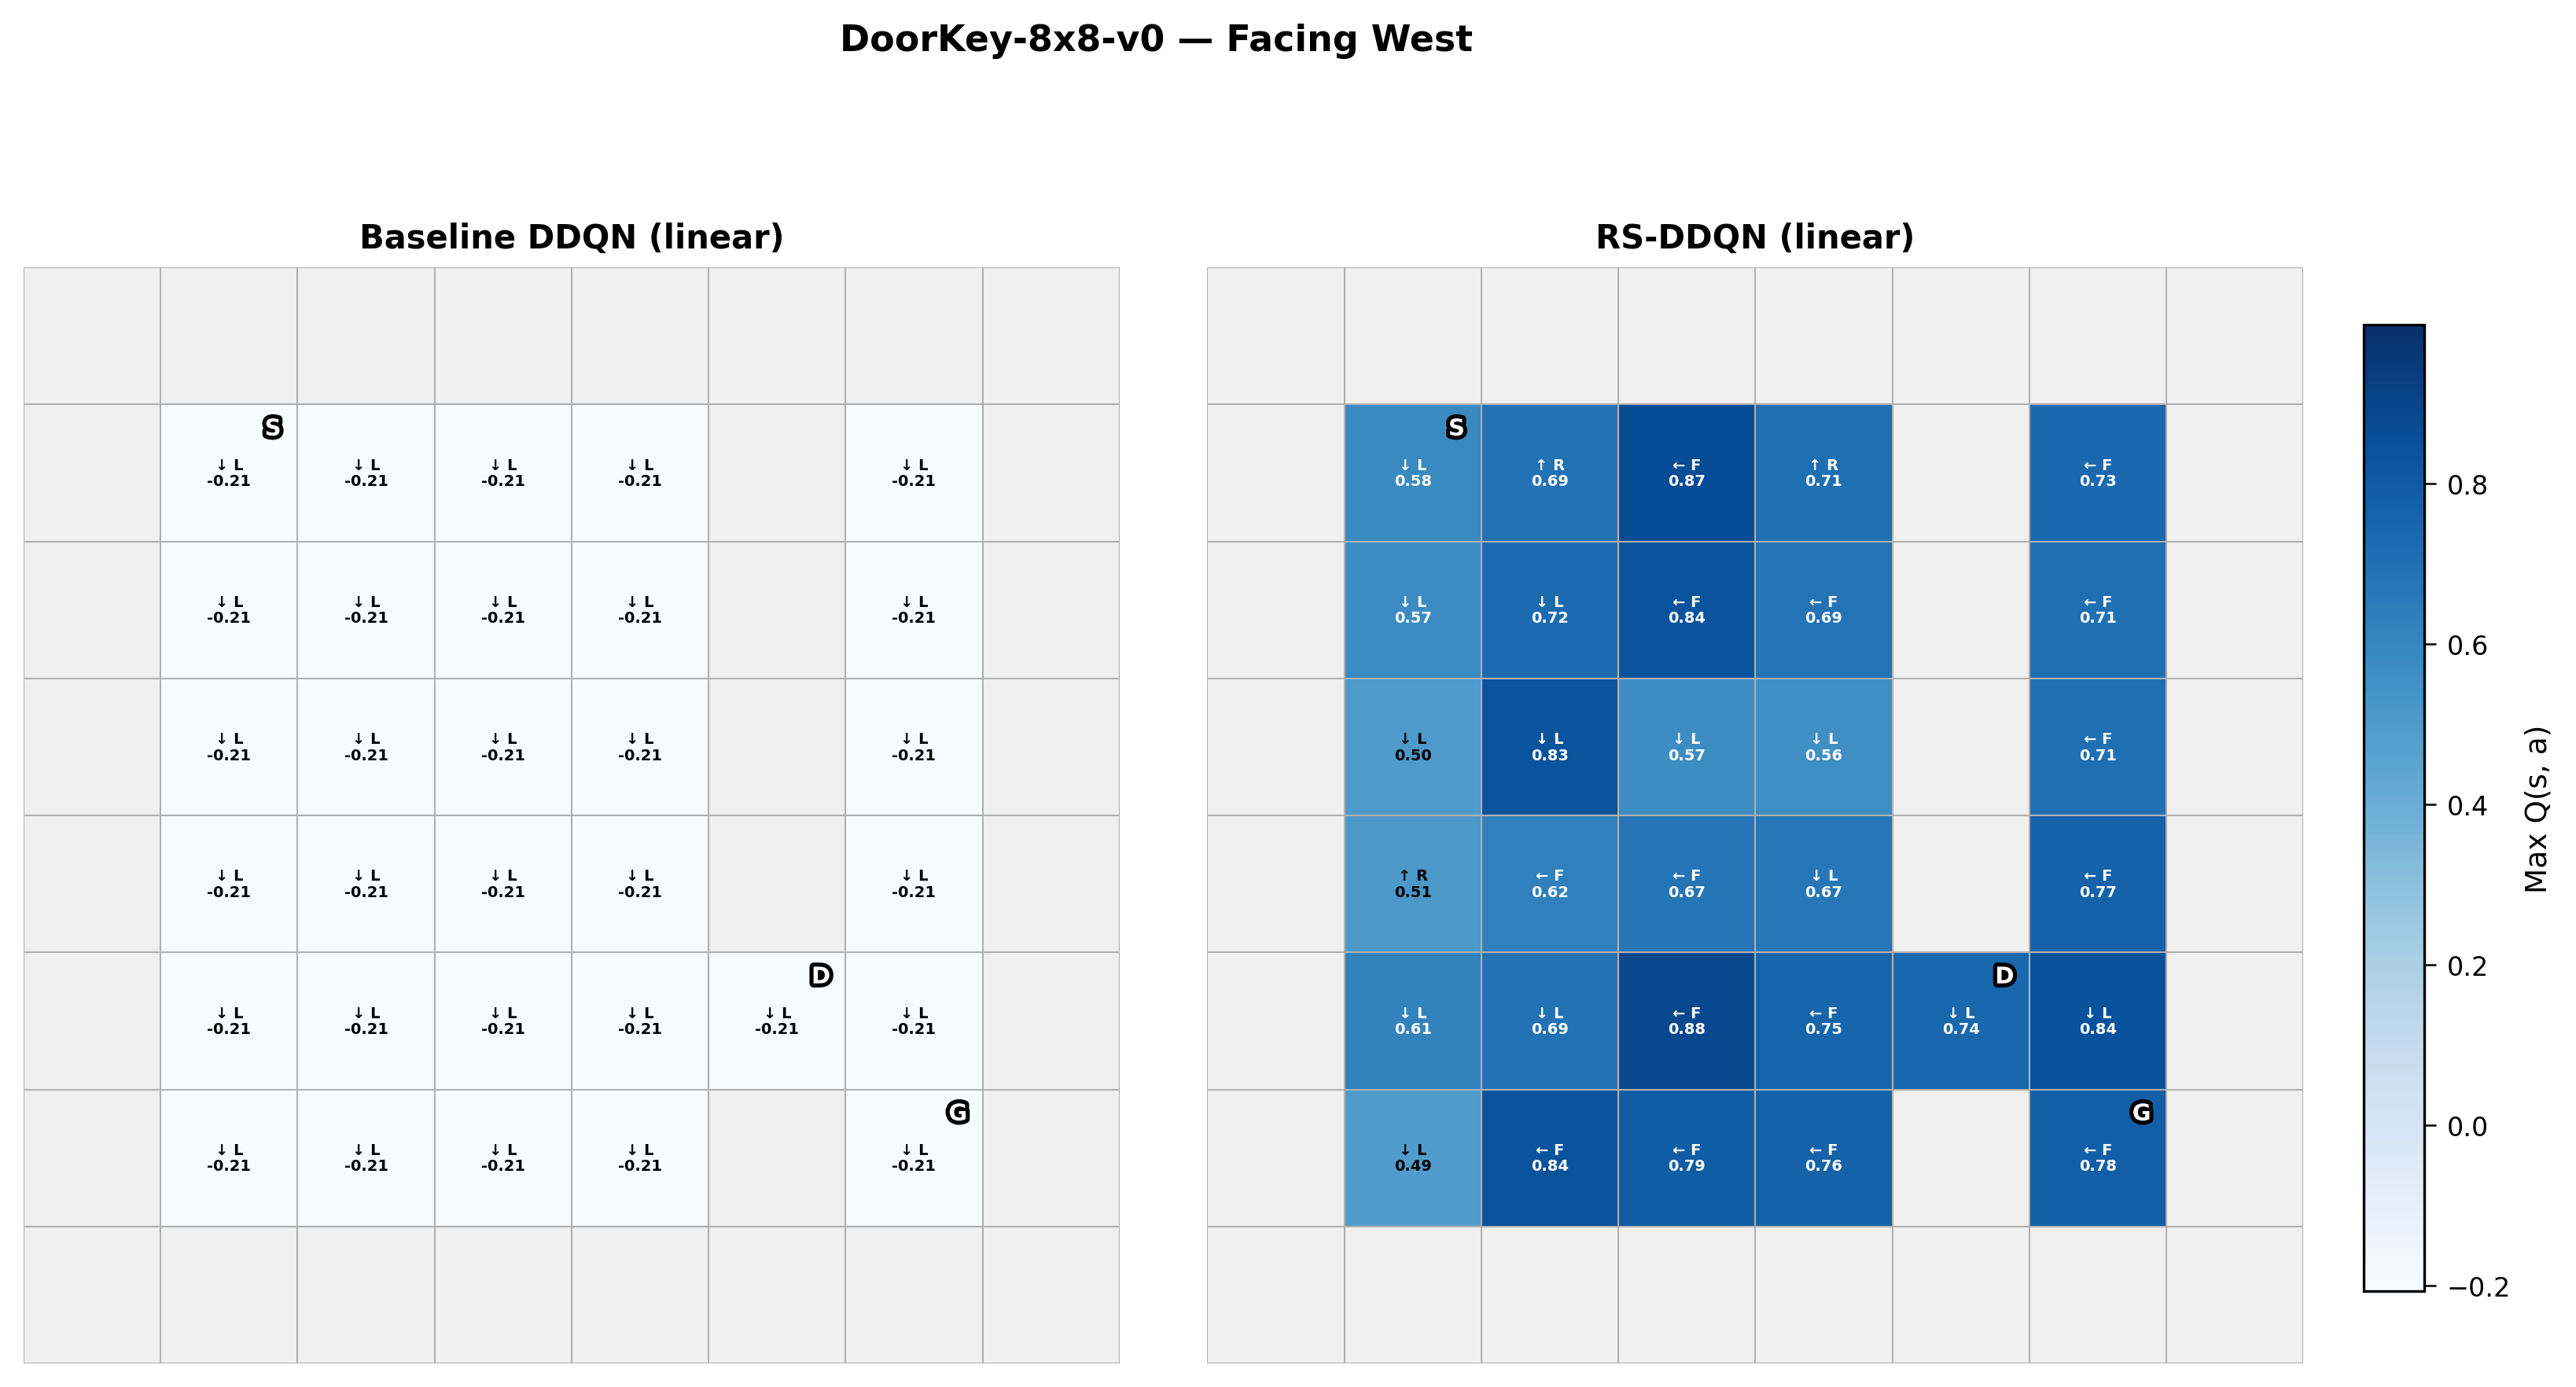 DoorKey-8x8-v0 — Facing West
Baseline DDQN (linear)
S
↓ L ↓ L ↓ L ↓ L ↓ L
-0.21 -0.21 -0.21 -0.21 -0.21
↓ L ↓ L ↓ L ↓ L ↓ L
-0.21 -0.21 -0.21 -0.21 -0.21
↓ L ↓ L ↓ L ↓ L ↓ L
-0.21 -0.21 -0.21 -0.21 -0.21
↓ L ↓ L ↓ L ↓ L ↓ L
-0.21 -0.21 -0.21 -0.21 -0.21
D
↓ L ↓ L ↓ L ↓ L ↓ L ↓ L
-0.21 -0.21 -0.21 -0.21 -0.21 -0.21
G
↓ L ↓ L ↓ L ↓ L ↓ L
-0.21 -0.21 -0.21 -0.21 -0.21
RS-DDQN (linear)
S
↓ L ↑ R ← F ↑ R ← F
0.58 0.69 0.87 0.71 0.73
↓ L ↓ L ← F ← F ← F
0.57 0.72 0.84 0.69 0.71
↓ L ↓ L ↓ L ↓ L ← F
0.50 0.83 0.57 0.56 0.71
↑ R ← F ← F ↓ L ← F
0.51 0.62 0.67 0.67 0.77
D
↓ L ↓ L ← F ← F ↓ L ↓ L
0.61 0.69 0.88 0.75 0.74 0.84
G
↓ L ← F ← F ← F ← F
0.49 0.84 0.79 0.76 0.78
0.8
0.6
0.4
0.2
0.0
−0.2
Max Q(s, a)